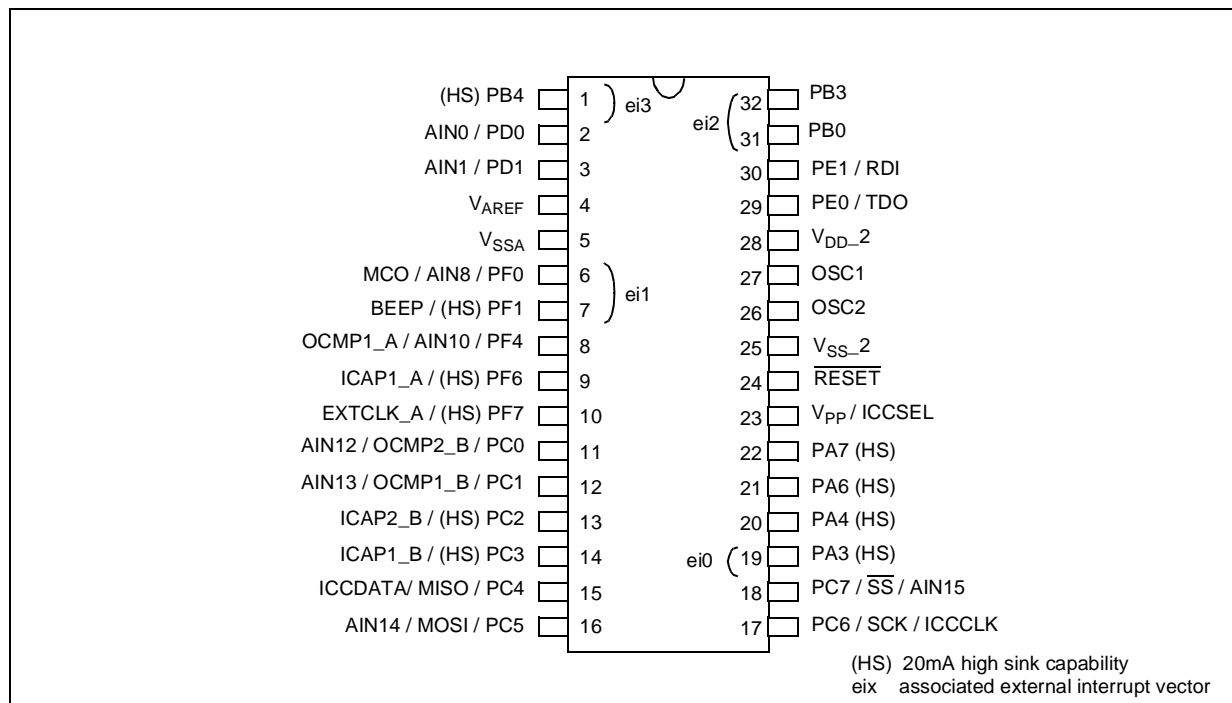 (HS) PB4 1 ei3 ei2 32 PB3
AIN0 / PD0 2 31 PB0
AIN1 / PD1 3 30 PE1 / RDI
VAREF 4 29 PE0 / TDO
VSSA 5 28 VDD_2
MCO / AIN8 / PF0 6 ei1 27 OSC1
BEEP / (HS) PF1 7 26 OSC2
OCMP1_A / AIN10 / PF4 8 25 VSS_2
ICAP1_A / (HS) PF6 9 24 RESET
EXTCLK_A / (HS) PF7 10 23 VPP / ICCSEL
AIN12 / OCMP2_B / PC0 11 22 PA7 (HS)
AIN13 / OCMP1_B / PC1 12 21 PA6 (HS)
ICAP2_B / (HS) PC2 13 20 PA4 (HS)
ICAP1_B / (HS) PC3 14 ei0 19 PA3 (HS)
ICCDATA/ MISO / PC4 15 18 PC7 / SS / AIN15
AIN14 / MOSI / PC5 16 17 PC6 / SCK / ICCCLK
(HS) 20mA high sink capability
eix associated external interrupt vector